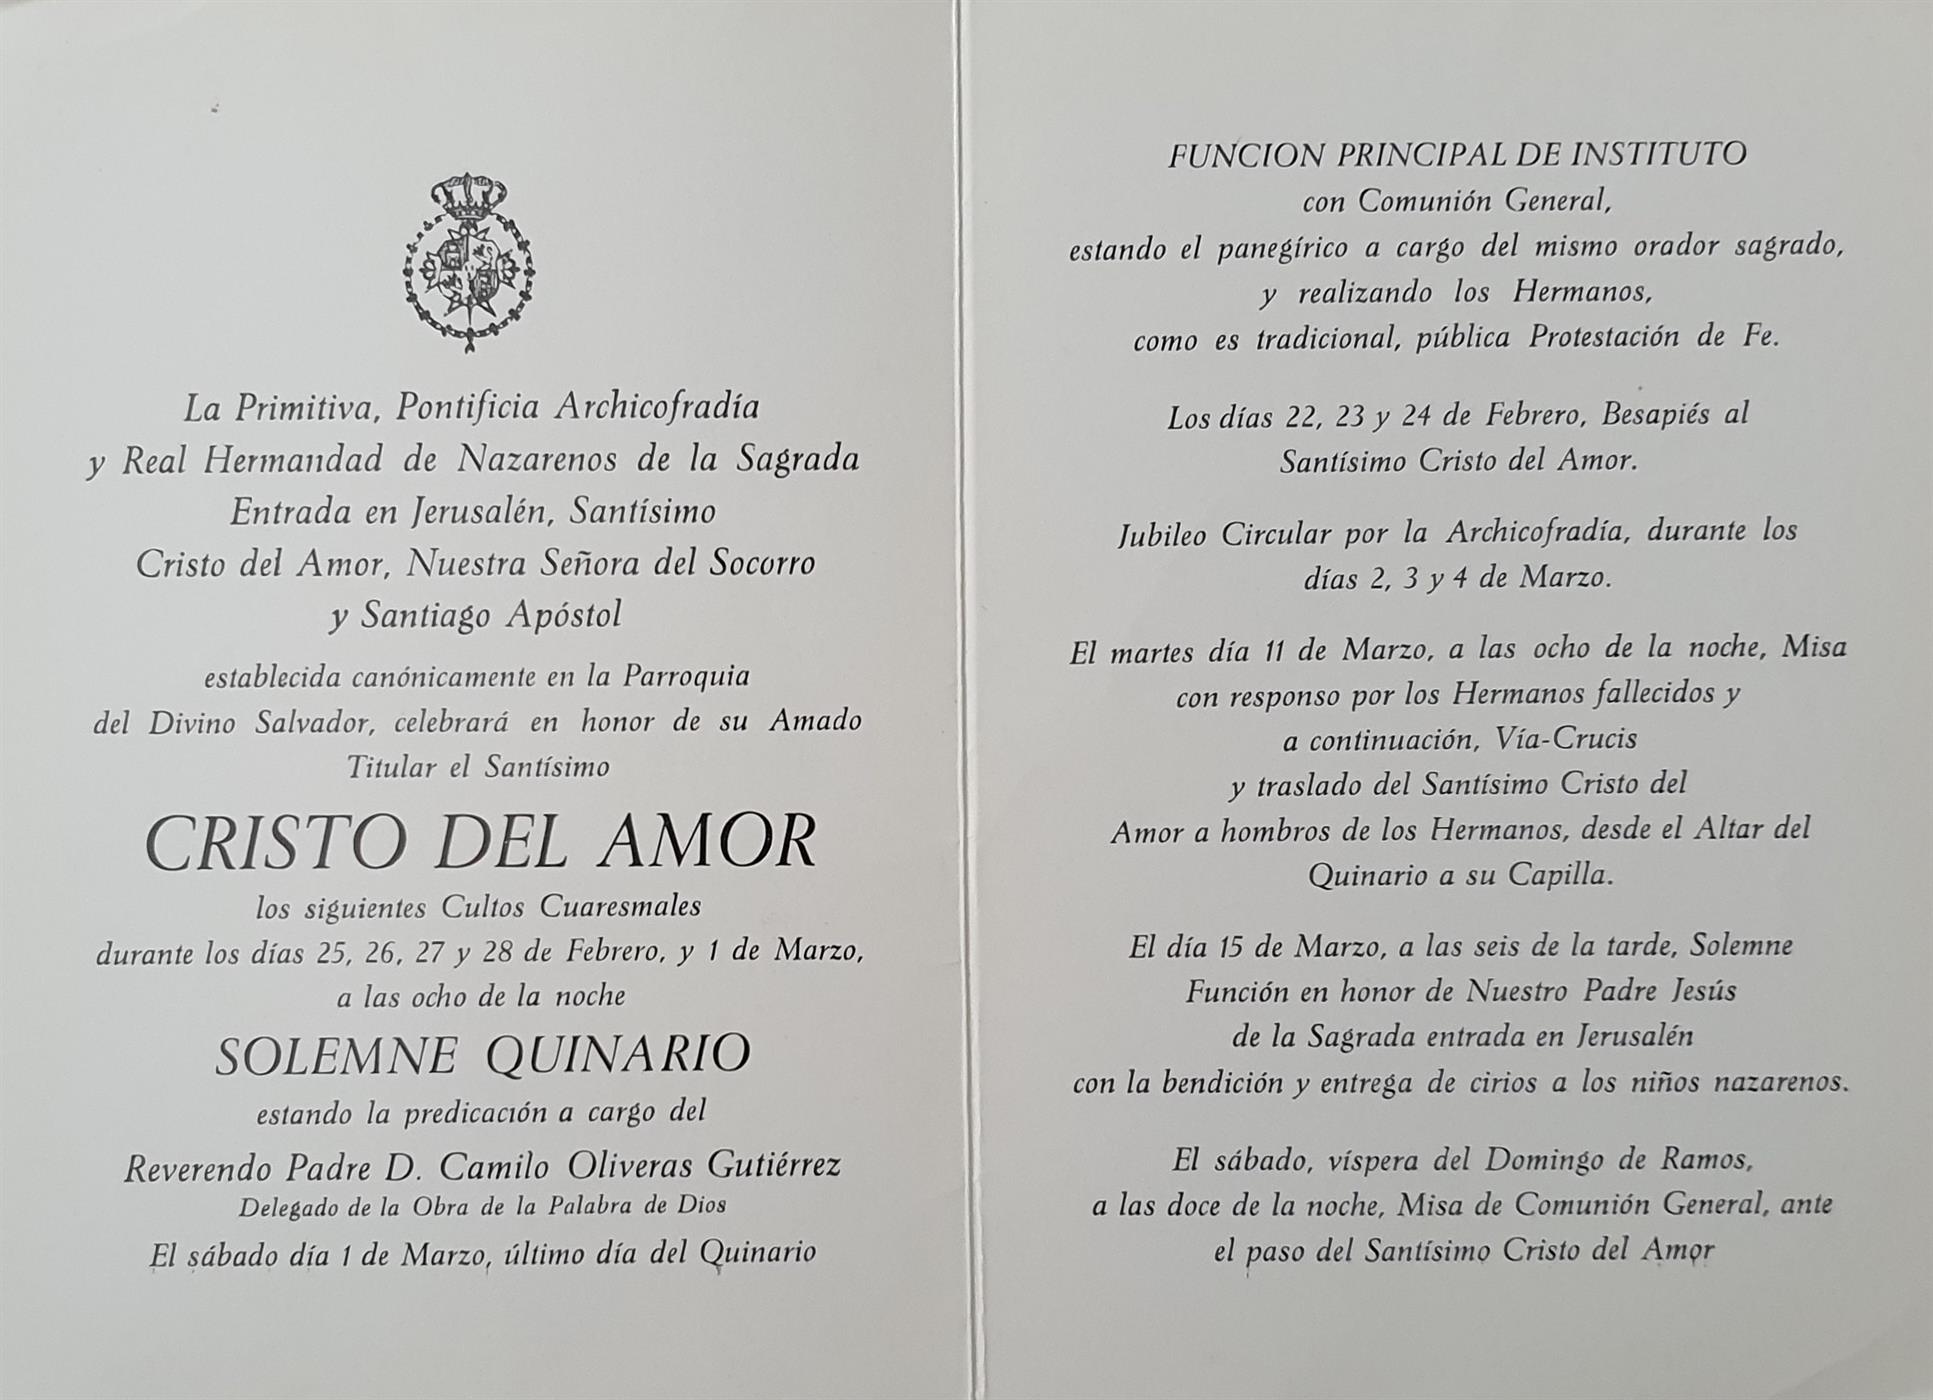 La Primitiva, Pontificia Archicofradía
y Real Hermandad de Nazarenos de la Sagrada
Entrada en Jerusalén, Santísimo
Cristo del Amor, Nuestra Señora del Socorro
y Santiago Apóstol
establecida canónicamente en la Parroquia
del Divino Salvador, celebrará en honor de su Amado
Titular el Santísimo
CRISTO DEL AMOR
los siguientes Cultos Cuaresmales
durante los días 25, 26, 27 y 28 de Febrero, y 1 de Marzo,
a las ocho de la noche
SOLEMNE QUINARIO
estando la predicación a cargo del
Reverendo Padre D. Camilo Oliveras Gutiérrez
Delegado de la Obra de la Palabra de Dios
El sábado día 1 de Marzo, último día del Quinario
FUNCION PRINCIPAL DE INSTITUTO
con Comunión General,
estando el panegírico a cargo del mismo orador sagrado,
y realizando los Hermanos,
como es tradicional, pública Protestación de Fe.
Los días 22, 23 y 24 de Febrero, Besapiés al
Santísimo Cristo del Amor.
Jubileo Circular por la Archicofradía, durante los
días 2, 3 y 4 de Marzo.
El martes día 11 de Marzo, a las ocho de la noche, Misa
con responso por los Hermanos fallecidos y
a continuación, Vía-Crucis
y traslado del Santísimo Cristo del
Amor a hombros de los Hermanos, desde el Altar del
Quinario a su Capilla.
El día 15 de Marzo, a las seis de la tarde, Solemne
Función en honor de Nuestro Padre Jesús
de la Sagrada entrada en Jerusalén
con la bendición y entrega de cirios a los niños nazarenos.
El sábado, víspera del Domingo de Ramos,
a las doce de la noche, Misa de Comunión General, ante
el paso del Santísimo Cristo del Amor